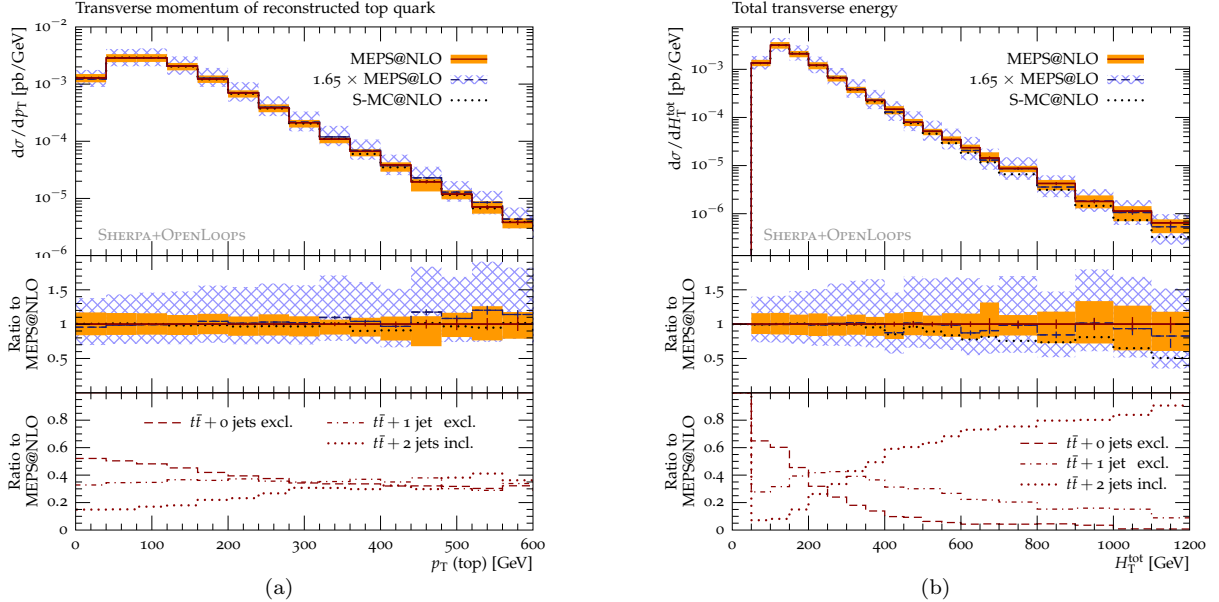 Transverse momentum of reconstructed top quark
10⁻²
10⁻³
10⁻⁴
10⁻⁵
10⁻⁶
dσ/dp_T [pb/GeV]
MEPS@NLO
1.65 × MEPS@LO
S-MC@NLO
SHERPA+OPENLOOPS
1.5
1
0.5
Ratio to
MEPS@NLO
0.8
0.6
0.4
0.2
0
Ratio to
MEPS@NLO
tt̄ + 0 jets excl.
tt̄ + 1 jet excl.
tt̄ + 2 jets incl.
0 100 200 300 400 500 600
p_T (top) [GeV]
(a)
Total transverse energy
10⁻²
10⁻³
10⁻⁴
10⁻⁵
10⁻⁶
dσ/dH_T^tot [pb/GeV]
MEPS@NLO
1.65 × MEPS@LO
S-MC@NLO
SHERPA+OPENLOOPS
1.5
1
0.5
Ratio to
MEPS@NLO
0.8
0.6
0.4
0.2
0
Ratio to
MEPS@NLO
tt̄ + 0 jets excl.
tt̄ + 1 jet excl.
tt̄ + 2 jets incl.
0 200 400 600 800 1000 1200
H_T^tot [GeV]
(b)